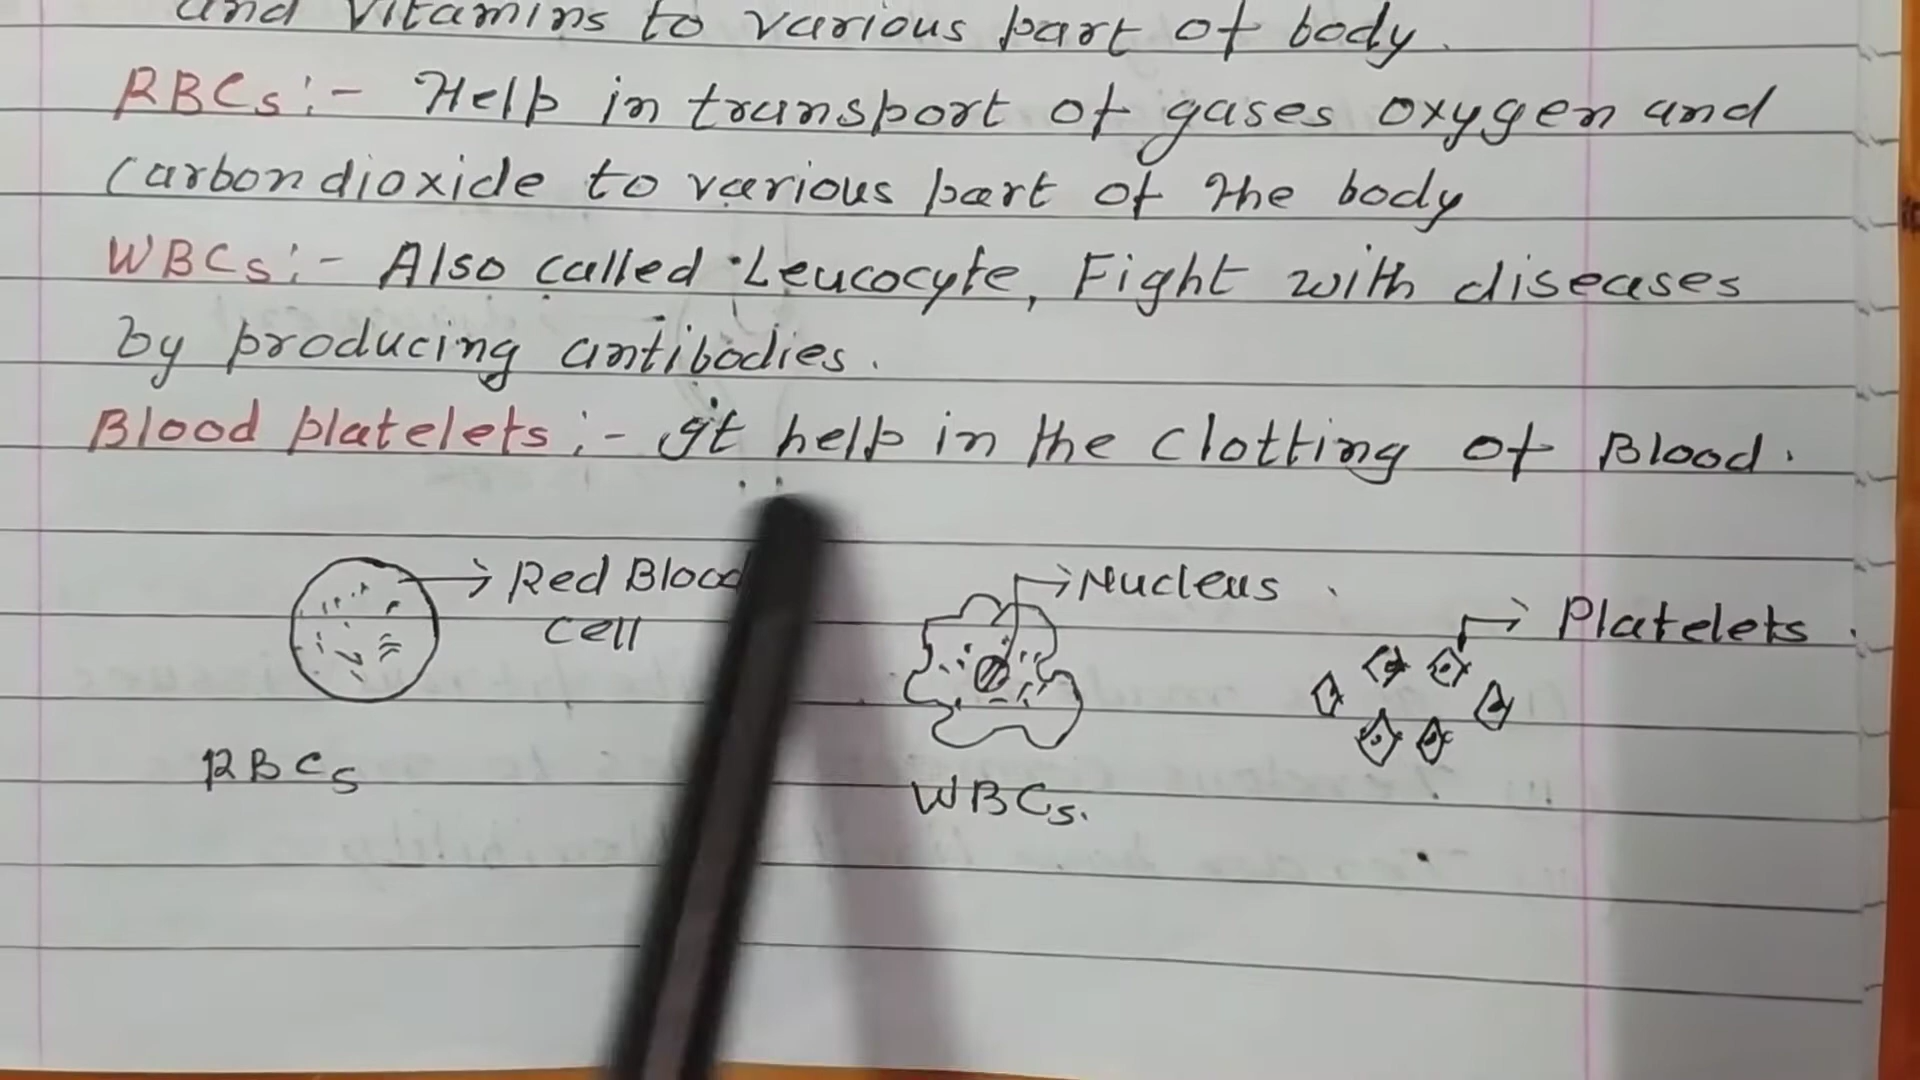 and vitamins to various part of body.
RBCs:- Help in transport of gases oxygen and
carbondioxide to various part of the body
WBCs:- Also called Leucocyte, Fight with diseases
by producing antibodies.
Blood platelets:- It help in the clotting of Blood.
Red Blood
cell
Nucleus
Platelets
RBCs
WBCs.